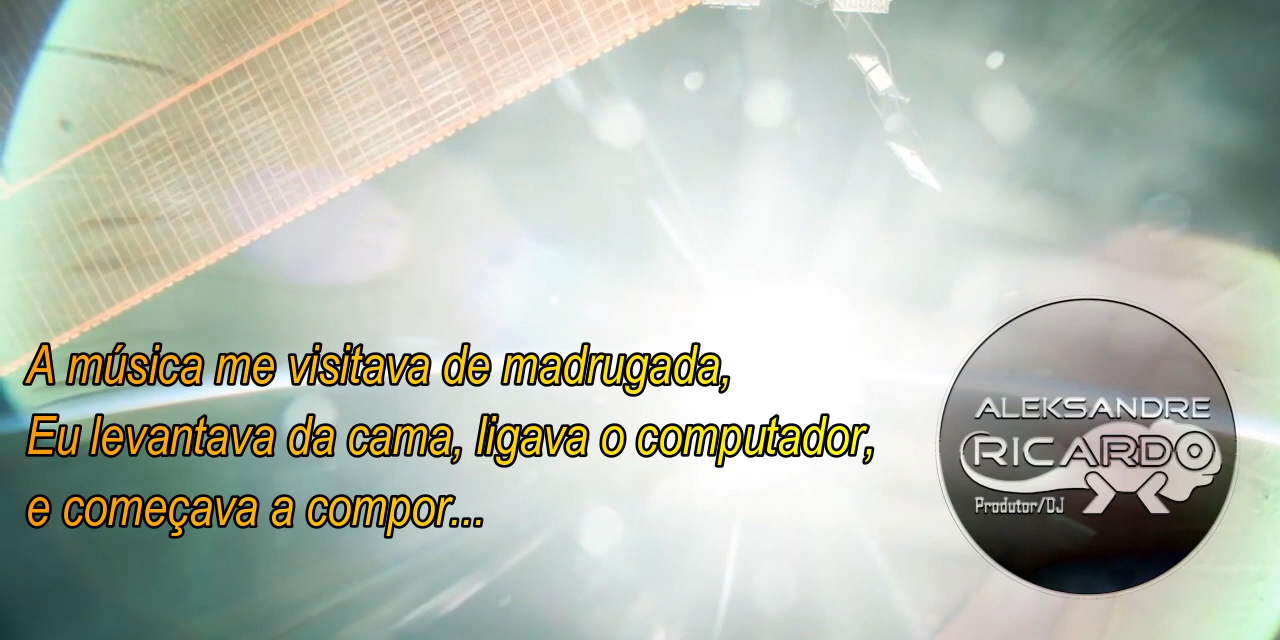 A música me visitava de madrugada,
Eu levantava da cama, ligava o computador,
e começava a compor...
ALEKSANDRE
RICARDO
Produtor/DJ